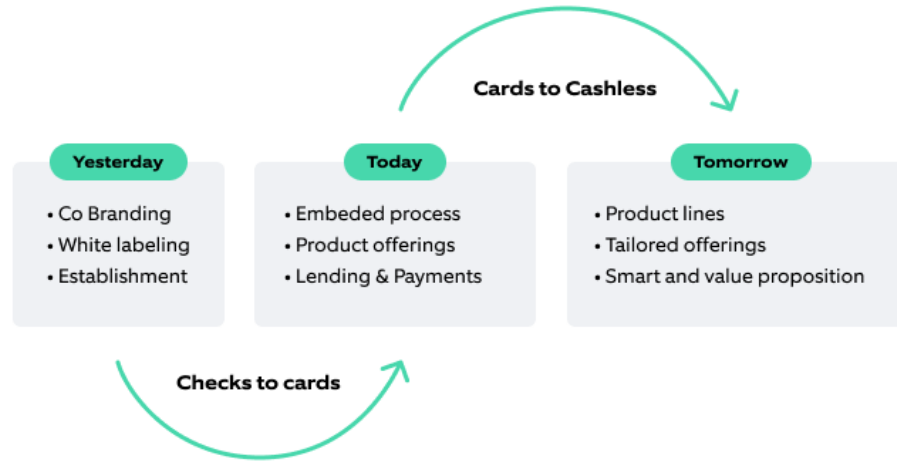 Cards to Cashless
Yesterday
• Co Branding
• White labeling
• Establishment
Today
• Embeded process
• Product offerings
• Lending & Payments
Tomorrow
• Product lines
• Tailored offerings
• Smart and value proposition
Checks to cards